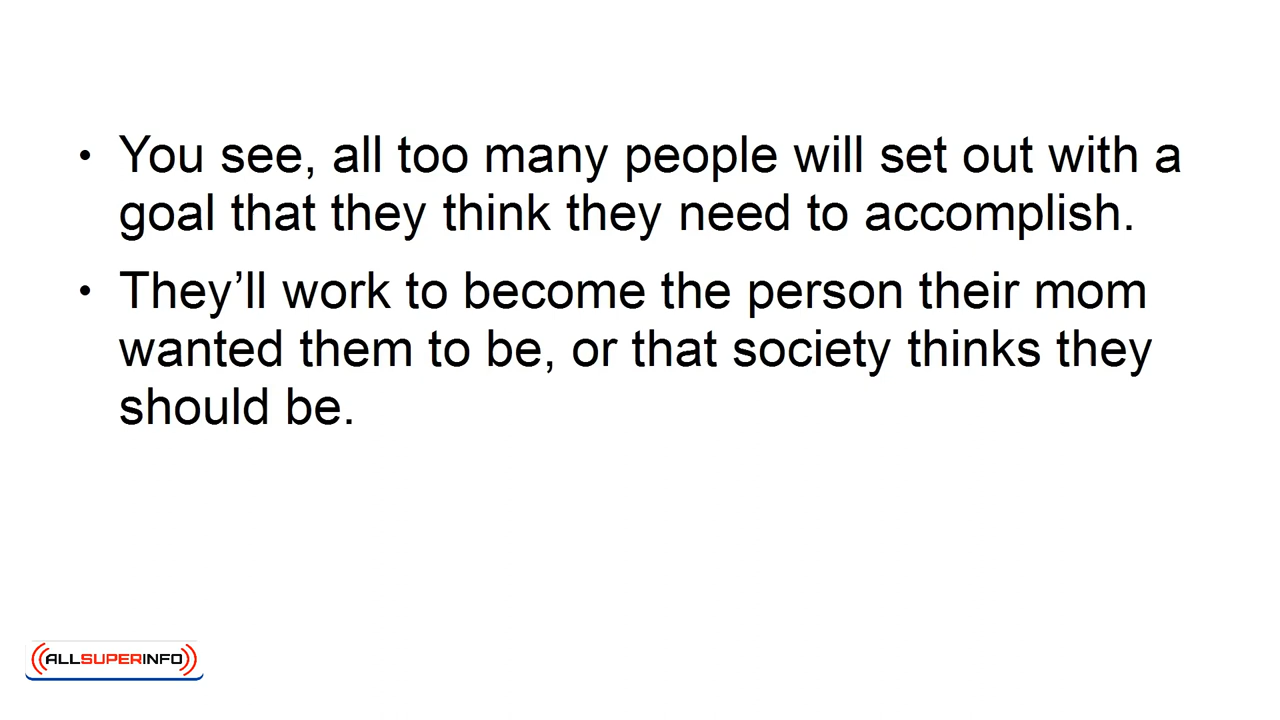 • You see, all too many people will set out with a
goal that they think they need to accomplish.
• They’ll work to become the person their mom
wanted them to be, or that society thinks they
should be.
ALLSUPERINFO